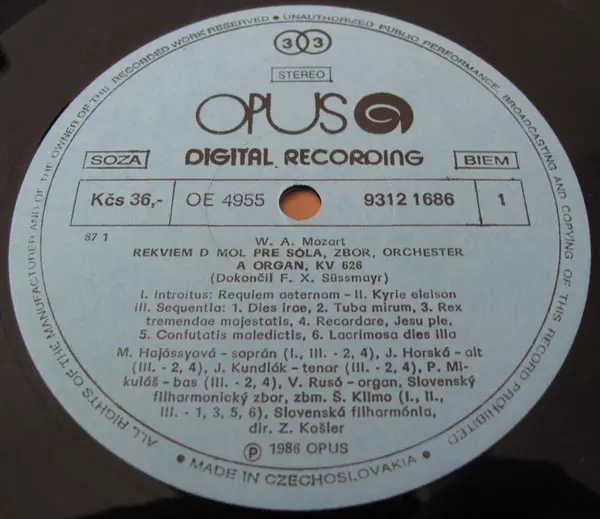 ALL RIGHTS OF THE MANUFACTURER AND OF THE OWNER OF THE RECORDED WORK RESERVED • UNAUTHORIZED PUBLIC PERFORMANCE, BROADCASTING AND COPYING OF THIS RECORD PROHIBITED
33
STEREO
OPUS
SOZA DIGITAL RECORDING BIEM
Kčs 36,- OE 4955 9312 1686 1
87 1 W. A. Mozart
REKVIEM D MOL PRE SÓLA, ZBOR, ORCHESTER
A ORGAN, KV 626
(Dokončil F. X. Süssmayr)
I. Introitus: Requiem aeternam - II. Kyrie eleison
III. Sequentia: 1. Dies irae, 2. Tuba mirum, 3. Rex
tremendae majestatis, 4. Recordare, Jesu pie,
5. Confutatis maledictis, 6. Lacrimosa dies illa
M. Hajóssyová - soprán (I., III. - 2, 4), J. Horská - alt
(III. - 2, 4), J. Kundlák - tenor (III. - 2, 4), P. Mi-
kuláš - bas (III. - 2, 4), V. Rusó - organ, Slovenský
filharmonický zbor, zbm. Š. Klimo (I., II.,
III. - 1, 3, 5, 6), Slovenská filharmónia,
dir. Z. Košler
Ⓟ 1986 OPUS
• MADE IN CZECHOSLOVAKIA •